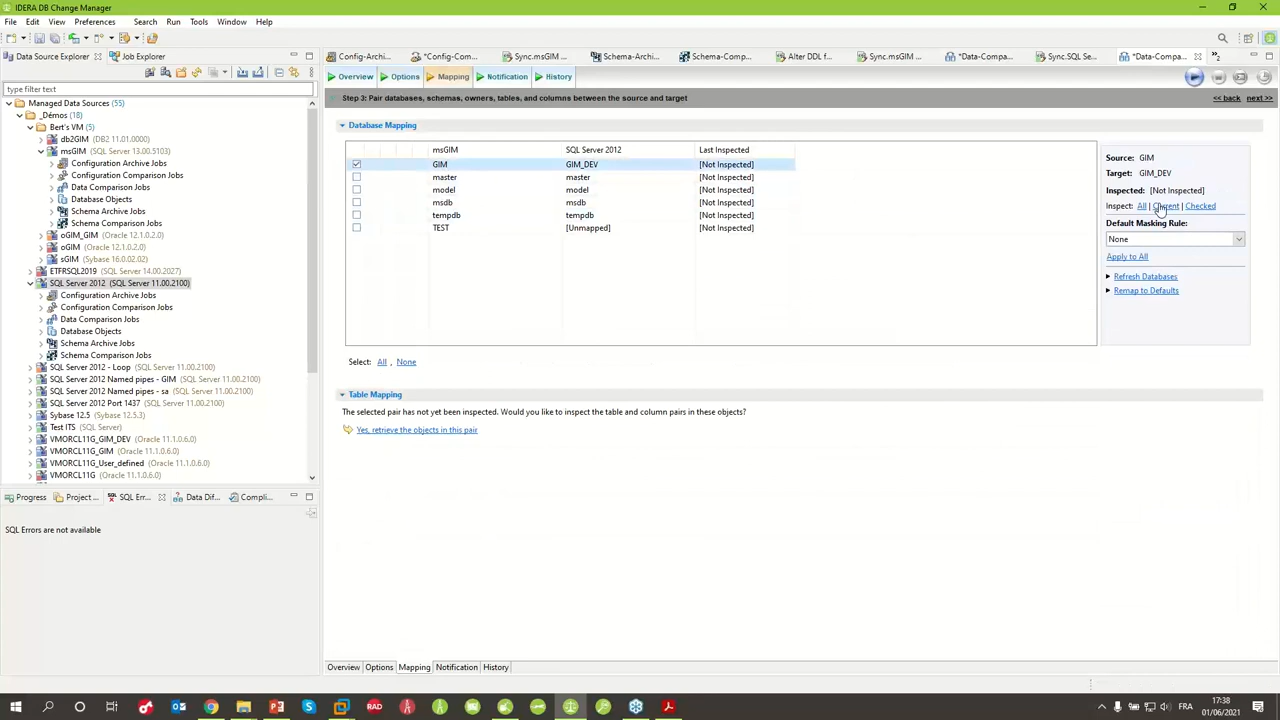 IDERA DB Change Manager
File Edit View Preferences Search Run Tools Window Help
Data Source Explorer Job Explorer
Config-Archi... *Config-Com... Sync.msGIM ... Schema-Archi... Schema-Comp... Alter DDL f... Sync.msGIM ... *Data-Compa... Sync.SQL Se... *Data-Compa... 2
type filter text
Managed Data Sources (55)
_Démos (18)
Bert's VM (5)
db2GIM (DB2 11.01.0000)
msGIM (SQL Server 13.00.5103)
Configuration Archive Jobs
Configuration Comparison Jobs
Data Comparison Jobs
Database Objects
Schema Archive Jobs
Schema Comparison Jobs
oGIM_GIM (Oracle 12.1.0.2.0)
oGIM (Oracle 12.1.0.2.0)
sGIM (Sybase 16.0.02.02)
ETFRSQL2019 (SQL Server 14.00.2027)
SQL Server 2012 (SQL Server 11.00.2100)
Configuration Archive Jobs
Configuration Comparison Jobs
Data Comparison Jobs
Database Objects
Schema Archive Jobs
Schema Comparison Jobs
SQL Server 2012 - Loop (SQL Server 11.00.2100)
SQL Server 2012 Named pipes - GIM (SQL Server 11.00.2100)
SQL Server 2012 Named pipes - sa (SQL Server 11.00.2100)
SQL Server 2012 Port 1437 (SQL Server 11.00.2100)
Sybase 12.5 (Sybase 12.5.3)
Test ITS (SQL Server)
VMORCL11G_GIM_DEV (Oracle 11.1.0.6.0)
VMORCL11G_GIM (Oracle 11.1.0.6.0)
VMORCL11G_User_defined (Oracle 11.1.0.6.0)
VMORCL11G (Oracle 11.1.0.6.0)
Progress Project ... SQL Err... Data Dif... Compli...
SQL Errors are not available
Overview Options Mapping Notification History
Step 3: Pair databases, schemas, owners, tables, and columns between the source and target << back next >>
Database Mapping
msGIM SQL Server 2012 Last Inspected
GIM GIM_DEV [Not Inspected]
master master [Not Inspected]
model model [Not Inspected]
msdb msdb [Not Inspected]
tempdb tempdb [Not Inspected]
TEST [Unmapped] [Not Inspected]
Source: GIM
Target: GIM_DEV
Inspected: [Not Inspected]
Inspect: All | Current | Checked
Default Masking Rule:
None
Apply to All
Refresh Databases
Remap to Defaults
Select: All , None
Table Mapping
The selected pair has not yet been inspected. Would you like to inspect the table and column pairs in these objects?
Yes, retrieve the objects in this pair
Overview Options Mapping Notification History
RAD
FR
17:38
01/06/2021